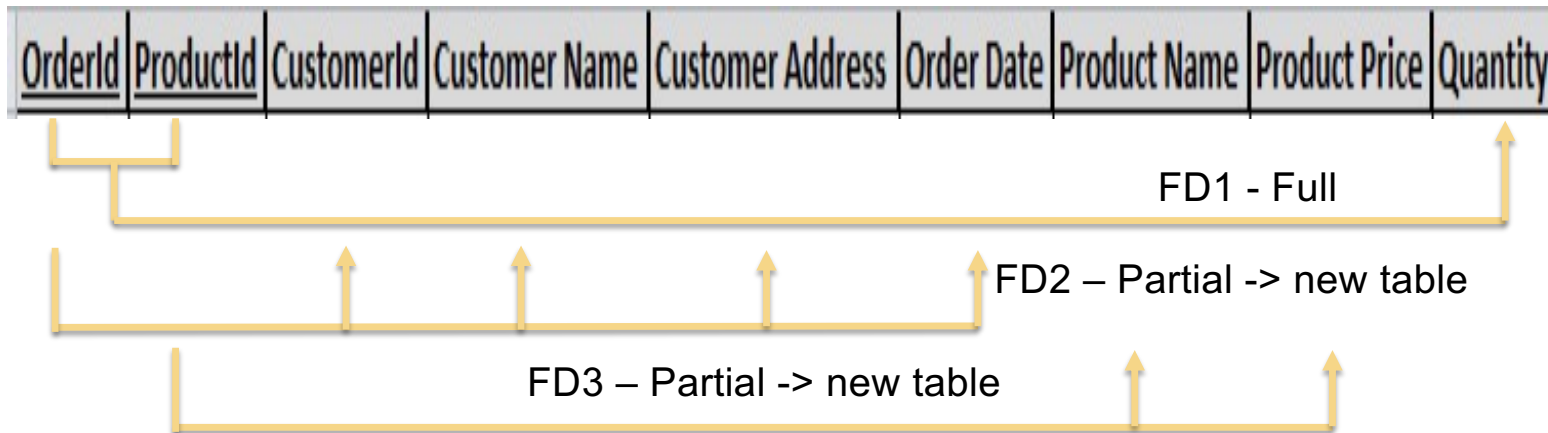 OrderId ProductId CustomerId Customer Name Customer Address Order Date Product Name Product Price Quantity
FD1 - Full
FD2 – Partial -> new table
FD3 – Partial -> new table